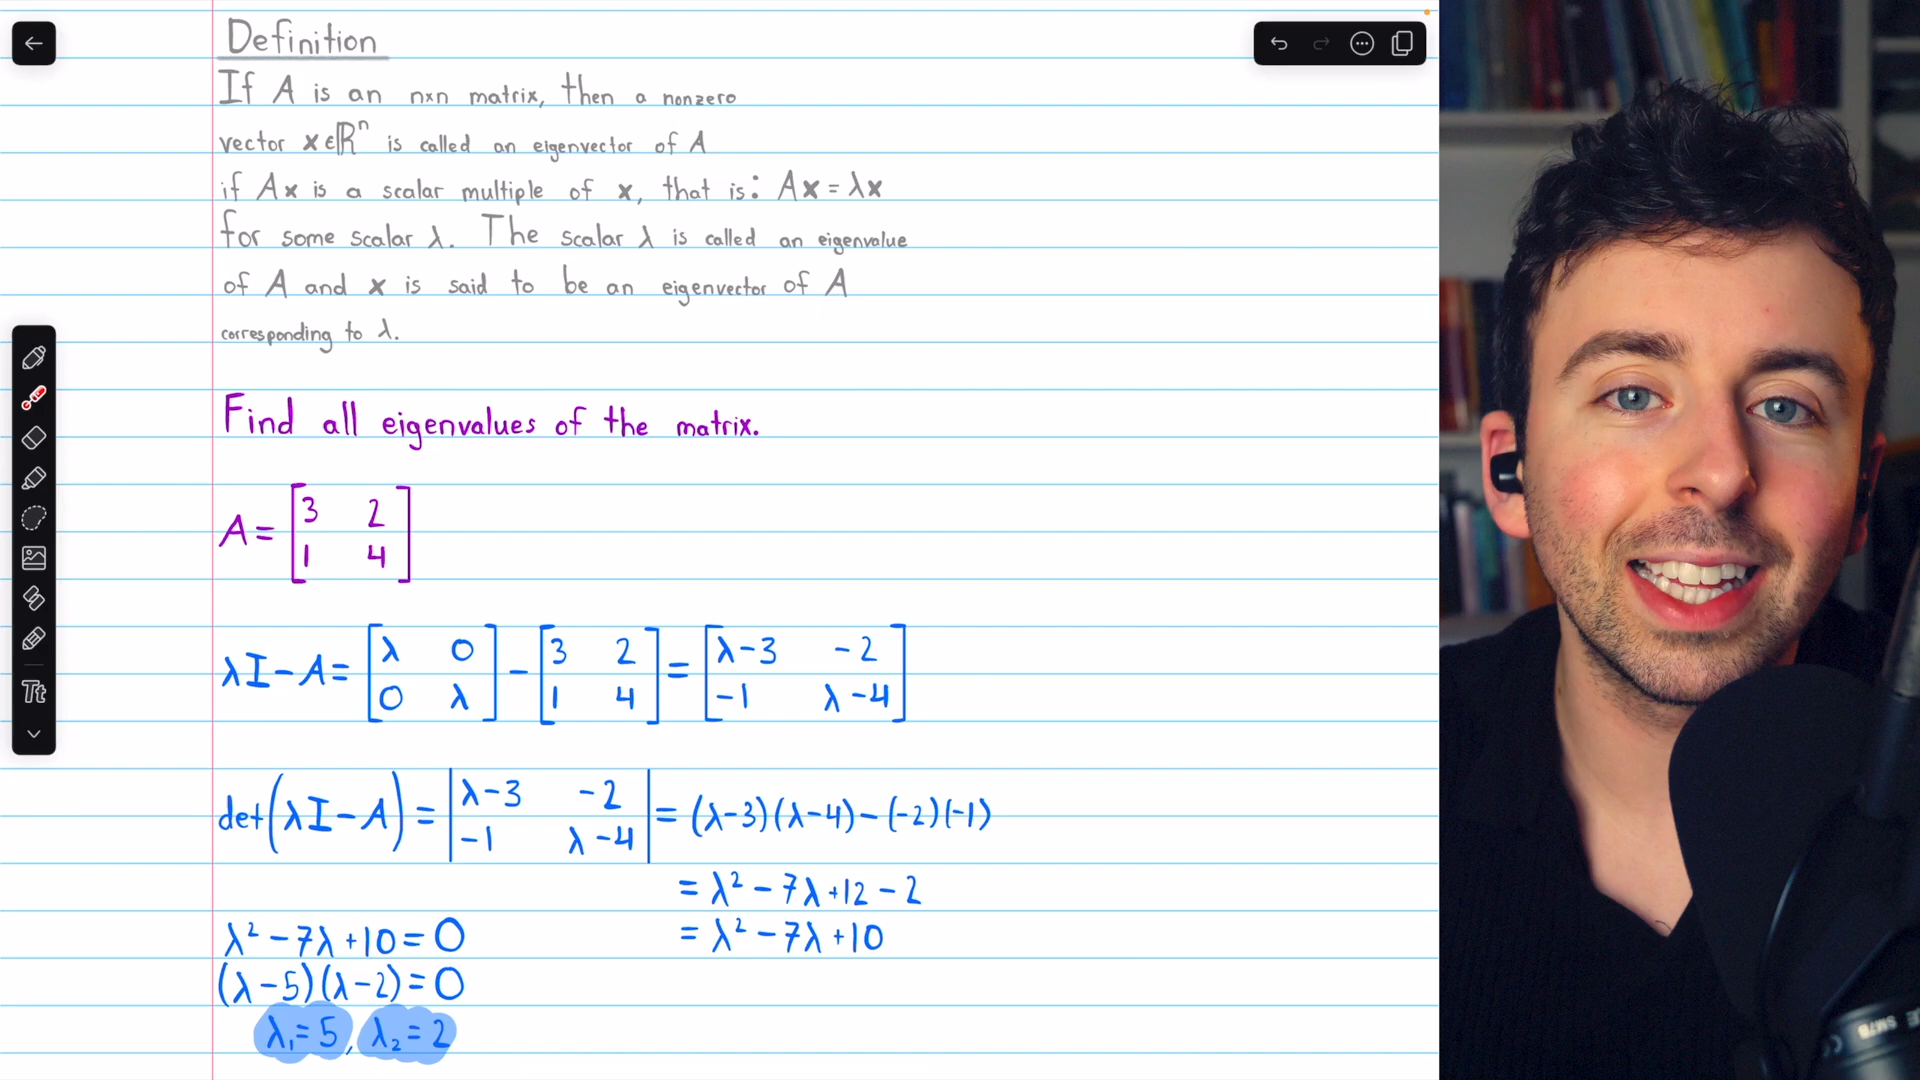 Definition
If A is an n×n matrix, then a nonzero
vector x∈ℝⁿ is called an eigenvector of A
if Ax is a scalar multiple of x, that is: Ax = λx
for some scalar λ. The scalar λ is called an eigenvalue
of A and x is said to be an eigenvector of A
corresponding to λ.
Find all eigenvalues of the matrix.
A = [3 2
1 4]
λI − A = [λ 0 − [3 2 = [λ−3 −2
0 λ] 1 4] −1 λ−4]
det(λI − A) = |λ−3 −2
−1 λ−4| = (λ−3)(λ−4) − (−2)(−1)
= λ² − 7λ + 12 − 2
= λ² − 7λ + 10
λ² − 7λ + 10 = 0
(λ − 5)(λ − 2) = 0
λ₁ = 5, λ₂ = 2
Tt
SM7B